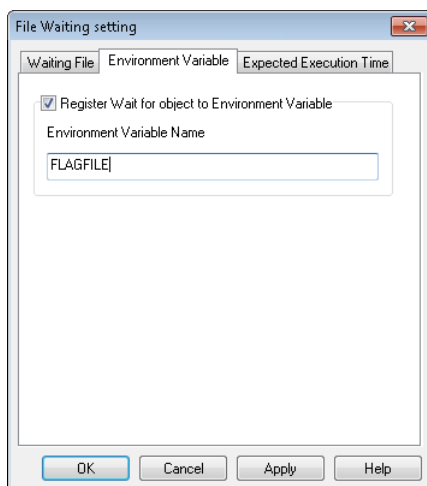 File Waiting setting
Waiting File Environment Variable Expected Execution Time
Register Wait for object to Environment Variable
Environment Variable Name
FLAGFILE
OK Cancel Apply Help